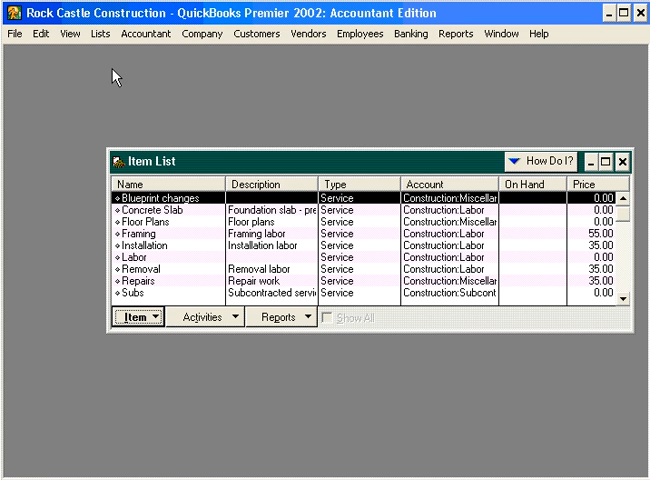 Rock Castle Construction - QuickBooks Premier 2002: Accountant Edition
File Edit View Lists Accountant Company Customers Vendors Employees Banking Reports Window Help
Item List How Do I?
Name Description Type Account On Hand Price
Blueprint changes Service Construction:Miscellar 0.00
Concrete Slab Foundation slab - pre Service Construction:Labor 0.00
Floor Plans Floor plans Service Construction:Miscellar 0.00
Framing Framing labor Service Construction:Labor 55.00
Installation Installation labor Service Construction:Labor 35.00
Labor Service Construction:Labor 0.00
Removal Removal labor Service Construction:Labor 35.00
Repairs Repair work Service Construction:Miscellar 35.00
Subs Subcontracted servi Service Construction:Subcont 0.00
Item Activities Reports Show All